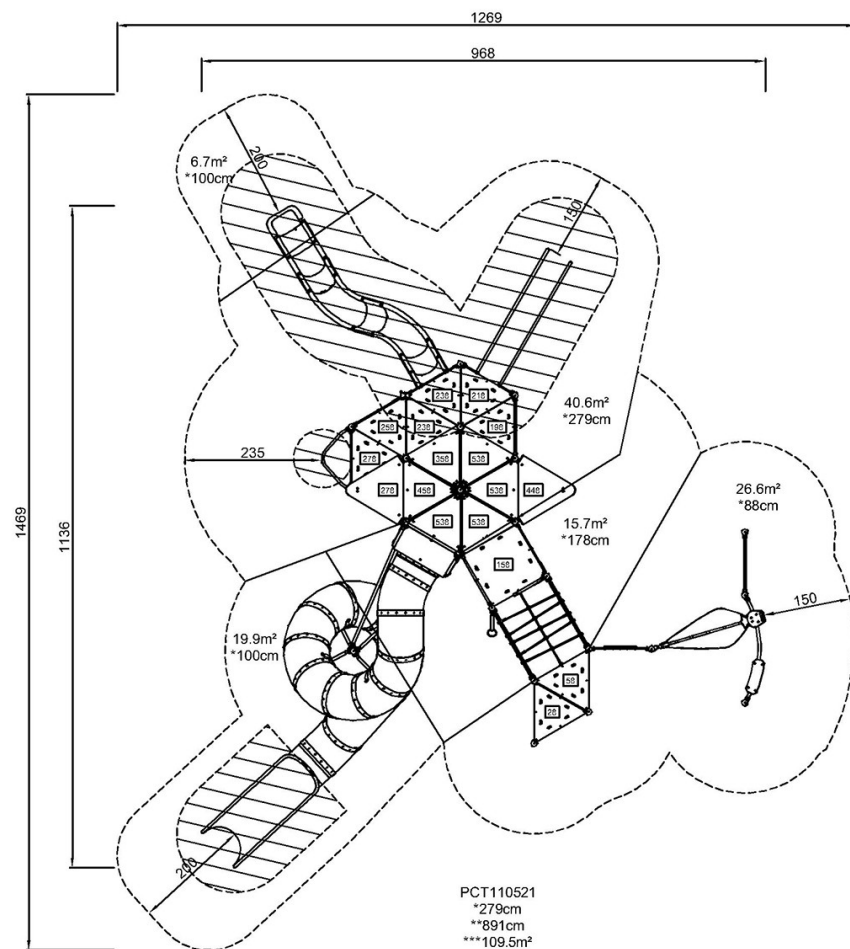 1269
968
6.7m²
*100cm
200
150
1469
1136
238
218
258
238
198
40.6m²
*279cm
235
278
358
538
278
458
538
448
26.6m²
*88cm
538
538
15.7m²
*178cm
158
150
19.9m²
*100cm
58
28
200
PCT110521
*279cm
**891cm
***109.5m²